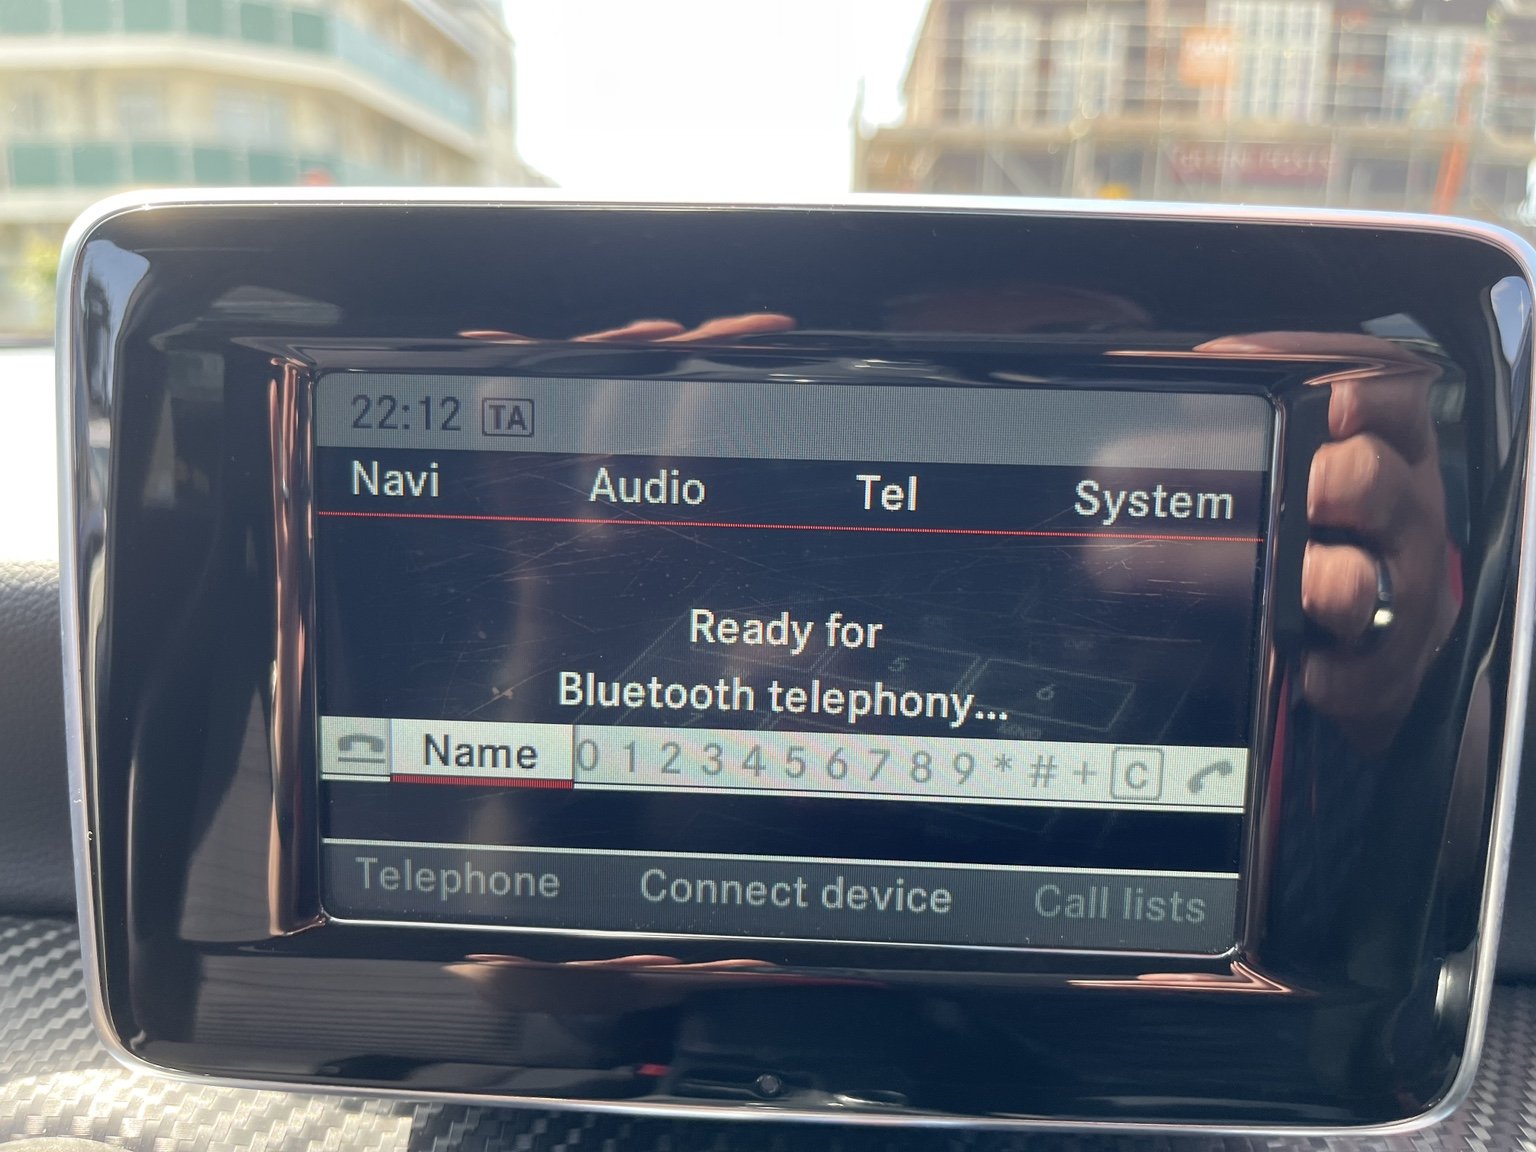 22:12 TA
Navi Audio Tel System
Ready for
Bluetooth telephony...
Name 0 1 2 3 4 5 6 7 8 9 * # + C
Telephone Connect device Call lists